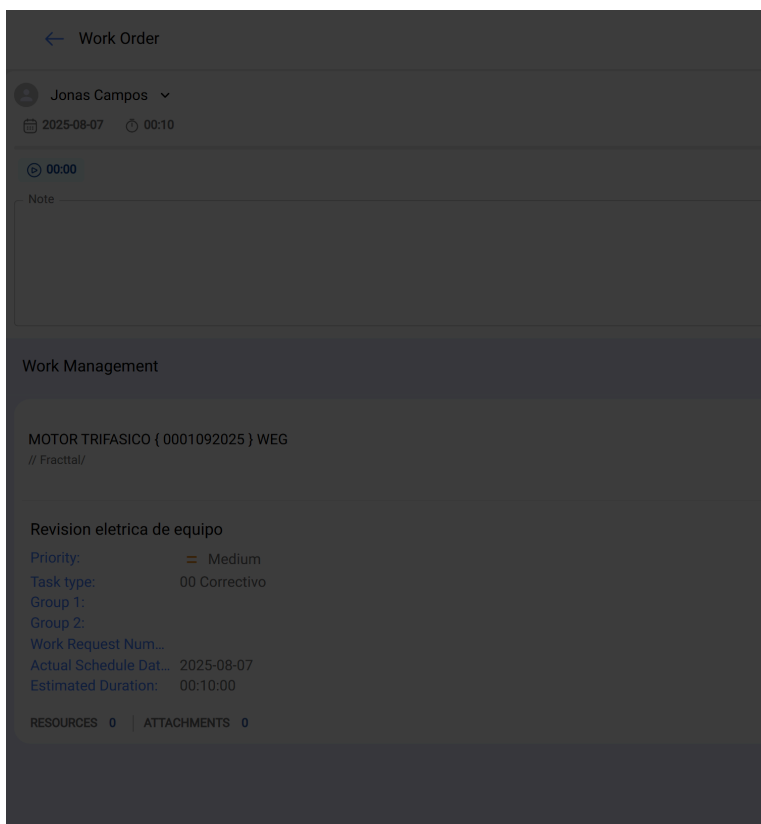 Work Order
Jonas Campos
2025-08-07 00:10
00:00
Note
Work Management
MOTOR TRIFASICO { 0001092025 } WEG
// Fracttal/
Revision eletrica de equipo
Priority: Medium
Task type: 00 Correctivo
Group 1:
Group 2:
Work Request Num...
Actual Schedule Dat... 2025-08-07
Estimated Duration: 00:10:00
RESOURCES 0 ATTACHMENTS 0